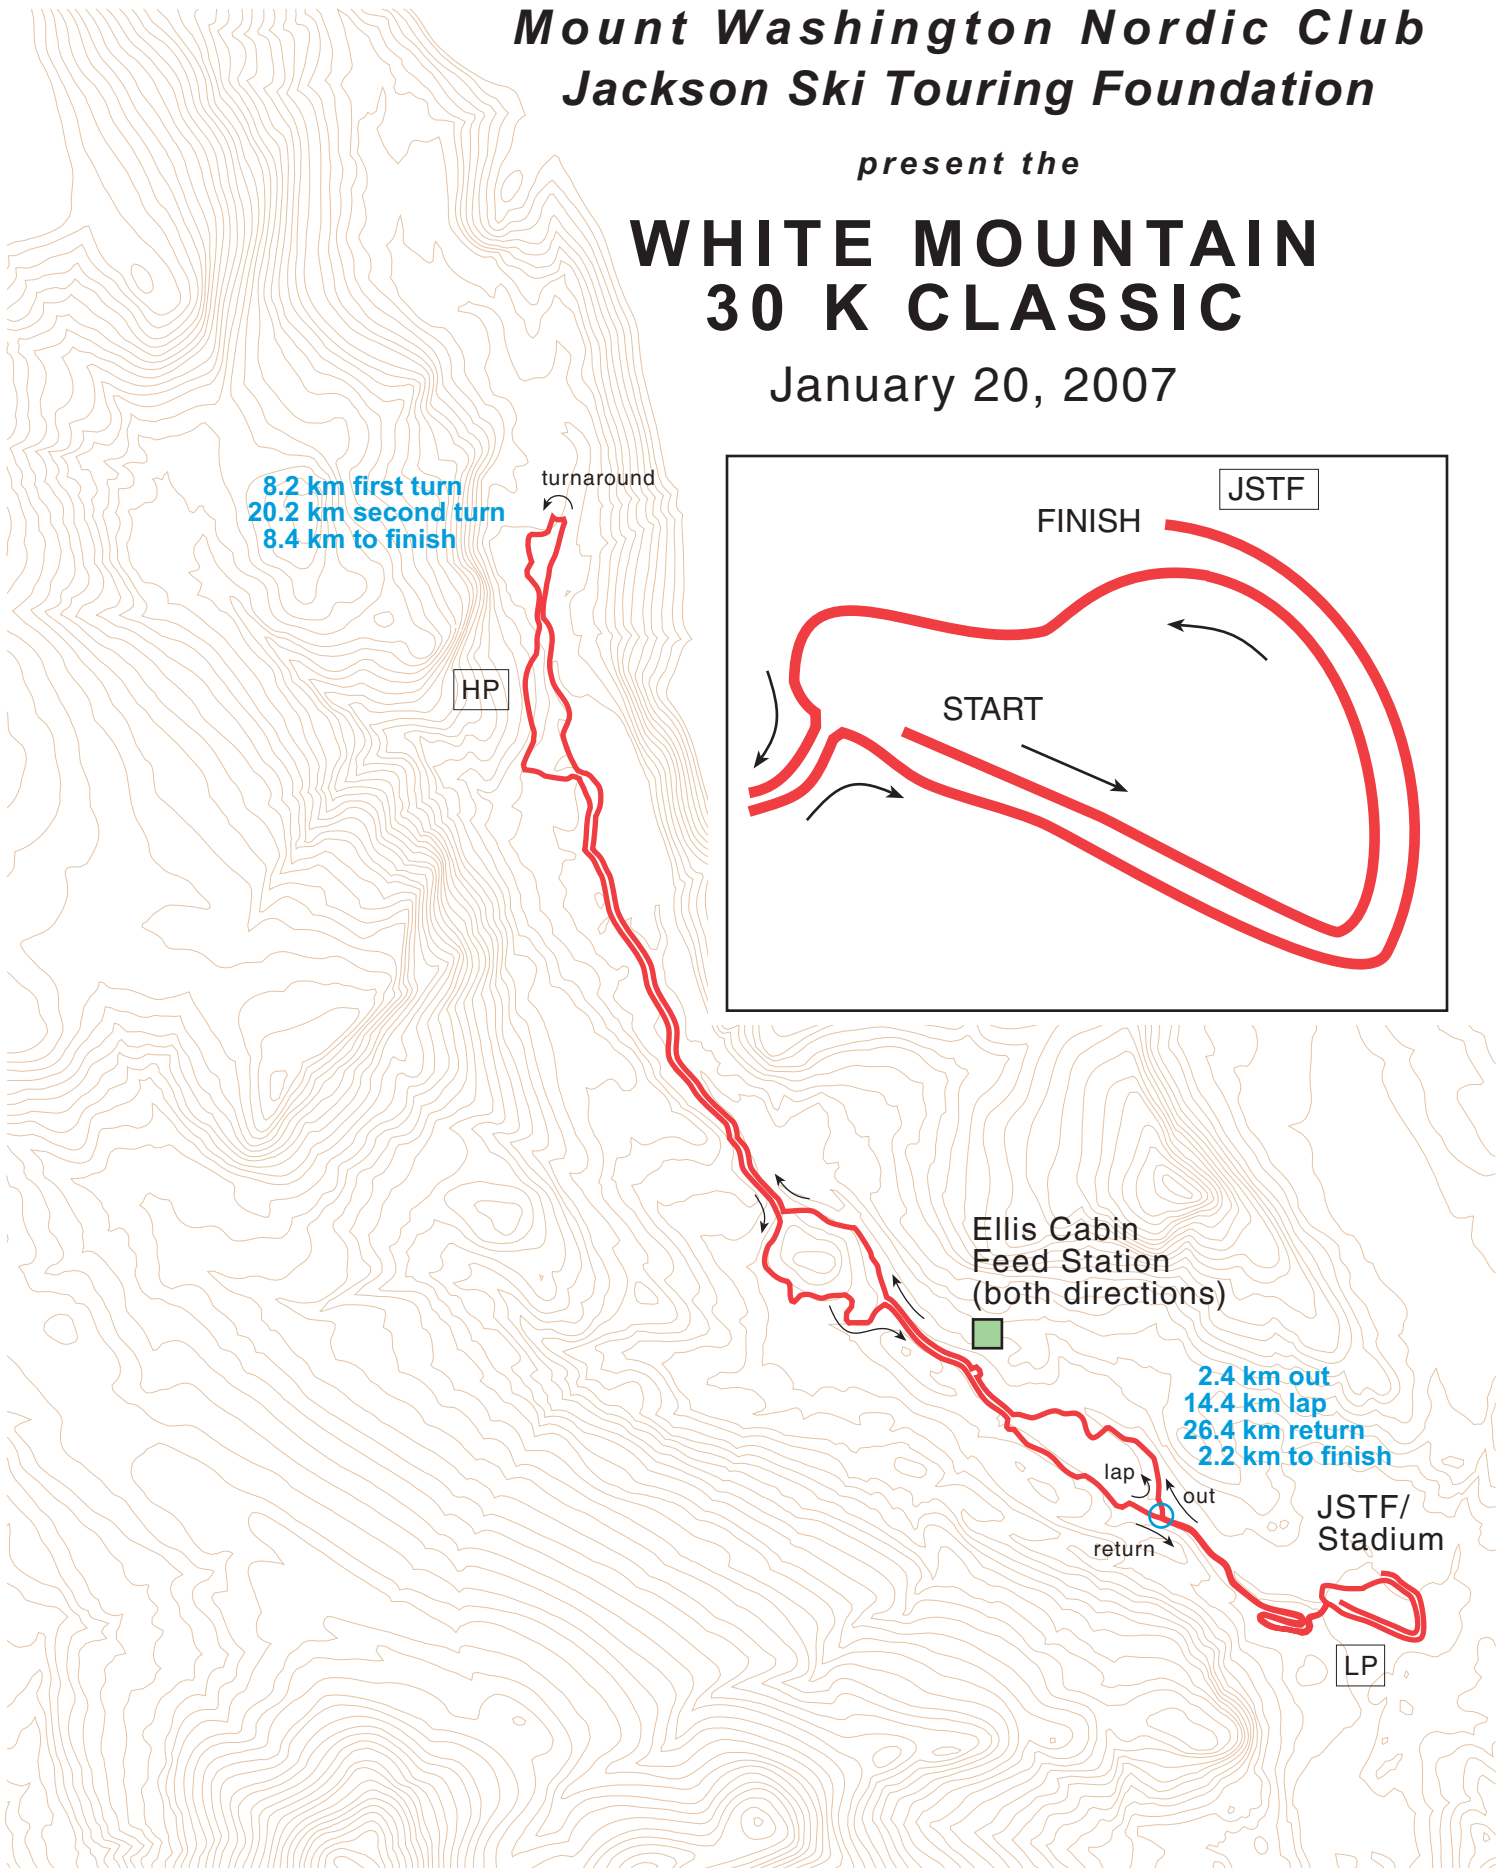 Mount Washington Nordic Club
Jackson Ski Touring Foundation
present the
WHITE MOUNTAIN
30 K CLASSIC
January 20, 2007
8.2 km first turn
20.2 km second turn
8.4 km to finish
turnaround
HP
JSTF
FINISH
START
Ellis Cabin
Feed Station
(both directions)
2.4 km out
14.4 km lap
26.4 km return
2.2 km to finish
lap
out
return
JSTF/
Stadium
LP